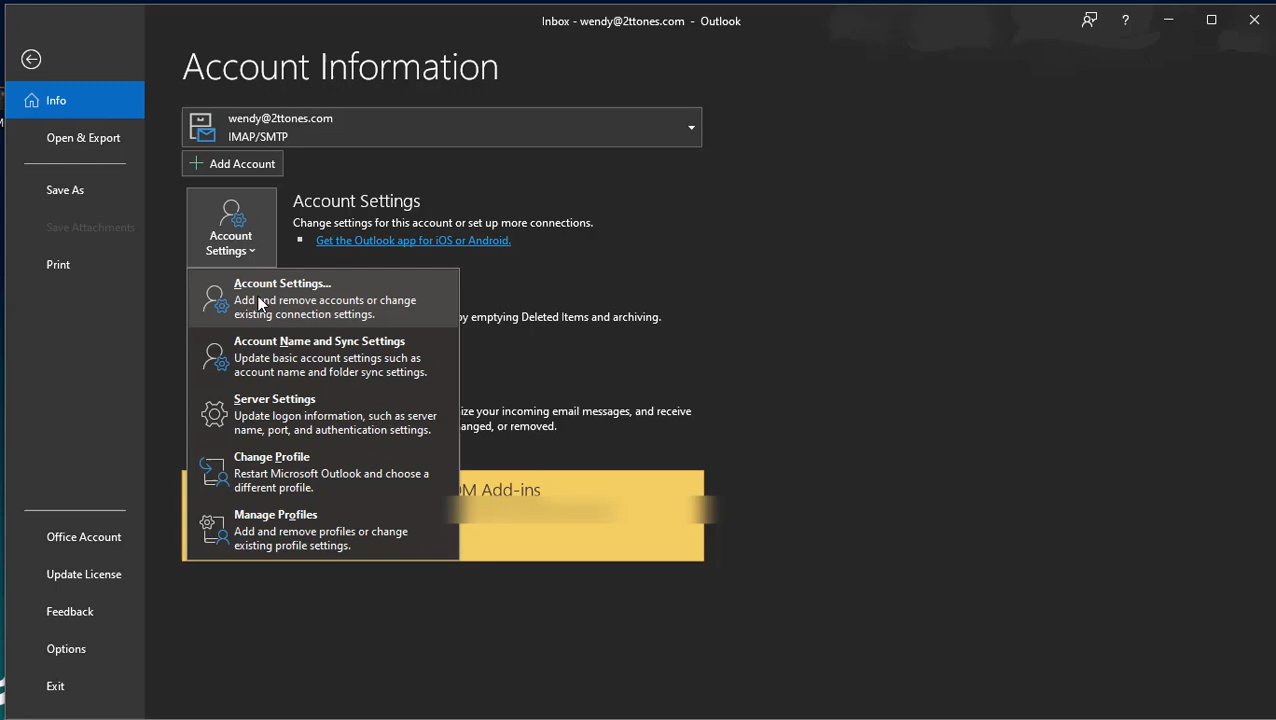 Inbox - wendy@2ttones.com - Outlook
?
Account Information
Info
wendy@2ttones.com
IMAP/SMTP
Open & Export
Add Account
Save As
Account Settings
Account
Settings
Change settings for this account or set up more connections.
Get the Outlook app for iOS or Android.
Save Attachments
Print
Account Settings...
Add and remove accounts or change
existing connection settings.
by emptying Deleted Items and archiving.
Account Name and Sync Settings
Update basic account settings such as
account name and folder sync settings.
Server Settings
Update logon information, such as server
name, port, and authentication settings.
ize your incoming email messages, and receive
anged, or removed.
Change Profile
Restart Microsoft Outlook and choose a
different profile.
Add-ins
Manage Profiles
Add and remove profiles or change
existing profile settings.
Office Account
Update License
Feedback
Options
Exit